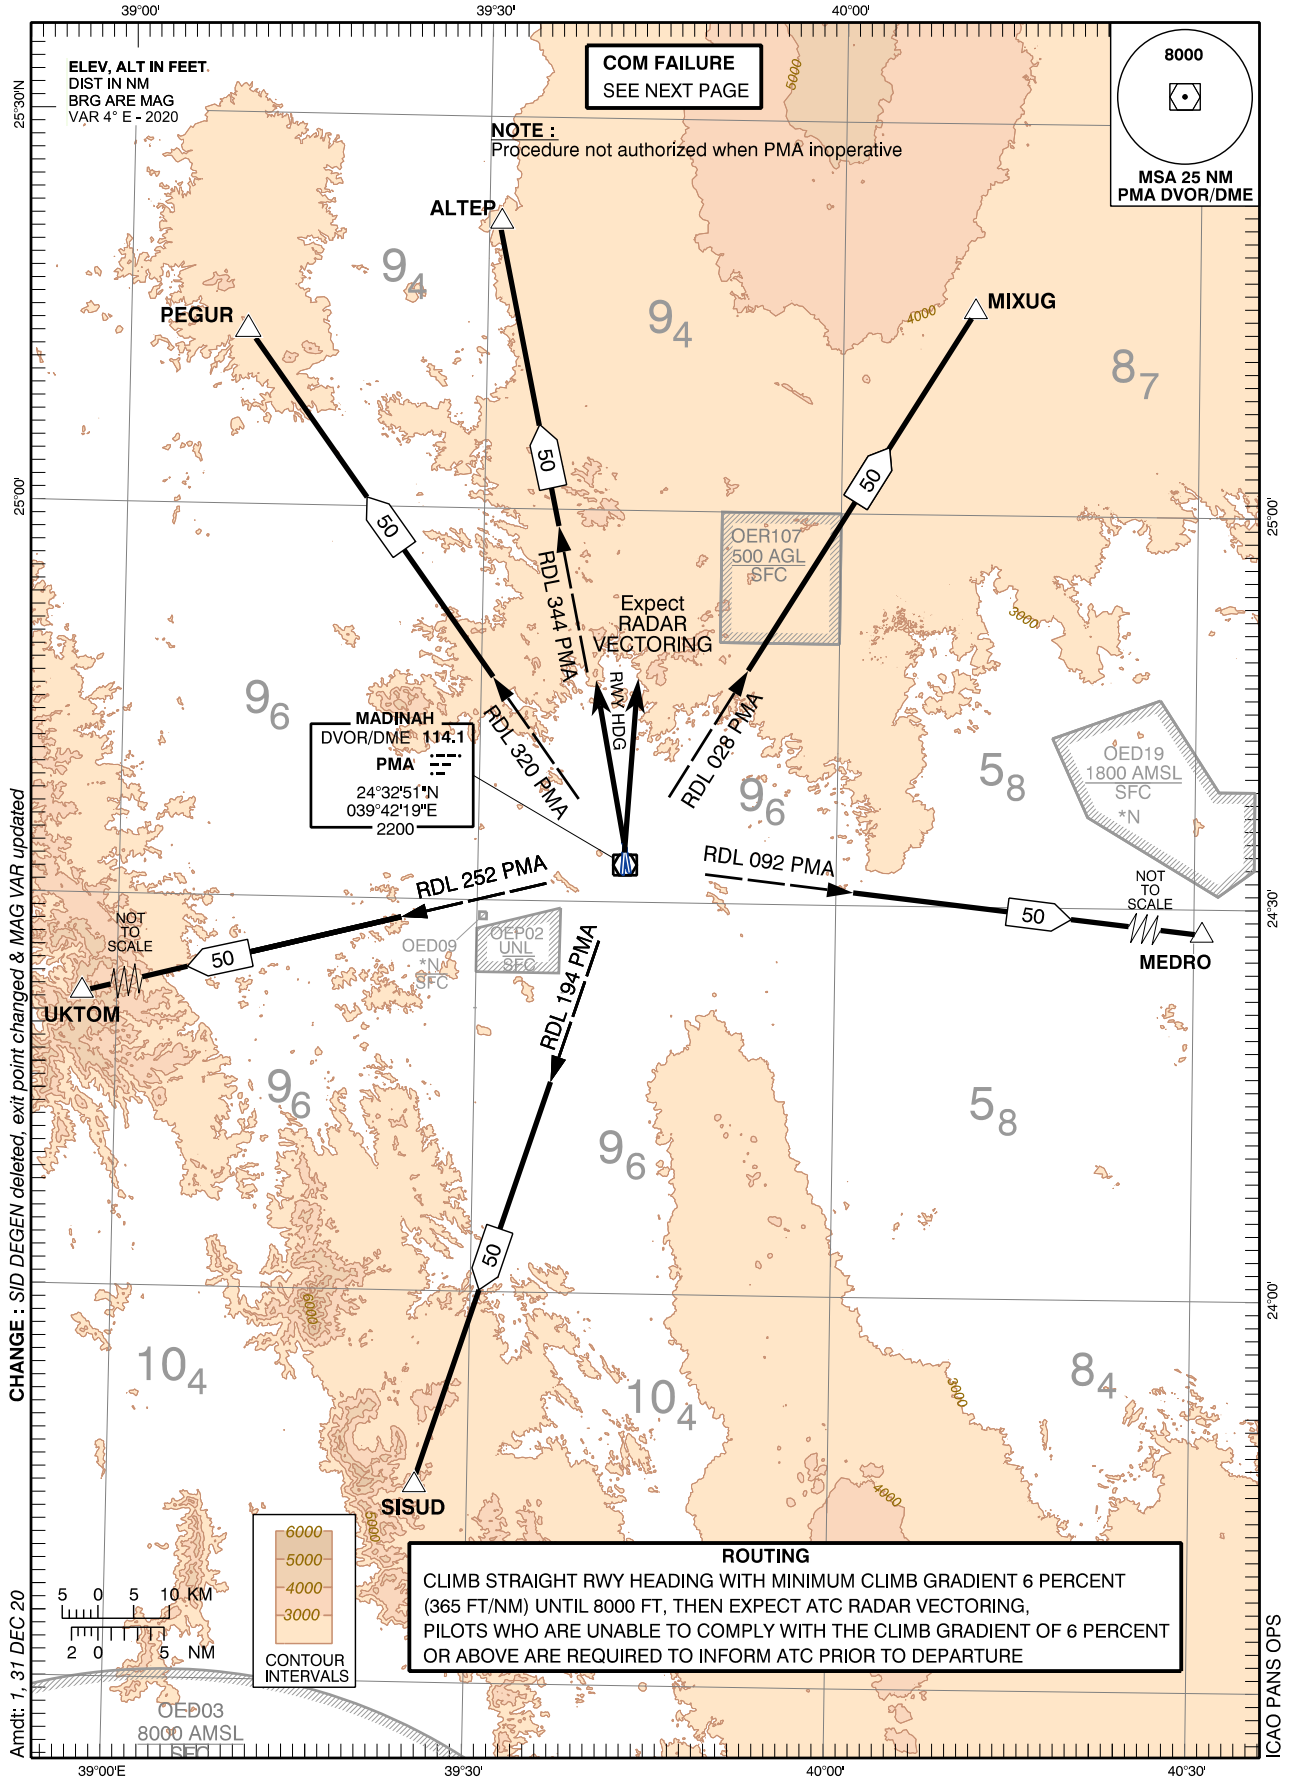 39°00'
39°30'
40°00'
25°30'N
ELEV, ALT IN FEET
DIST IN NM
BRG ARE MAG
VAR 4° E - 2020
COM FAILURE
SEE NEXT PAGE
NOTE :
Procedure not authorized when PMA inoperative
8000
MSA 25 NM
PMA DVOR/DME
5000
ALTEP
9₄
PEGUR
9₄
4000
MIXUG
8₇
50
50
50
25°00'
25°00'
OER107
500 AGL
SFC
RDL 344 PMA
Expect
RADAR
VECTORING
RWY HDG
3000
9₆
RDL 320 PMA
RDL 028 PMA
MADINAH
DVOR/DME 114.1
PMA
24°32'51"N
039°42'19"E
2200
9₆
5₈
OED19
1800 AMSL
SFC
*N
RDL 252 PMA
RDL 092 PMA
NOT
TO
SCALE
24°30'
50
MEDRO
NOT
TO
SCALE
50
UKTOM
OED09
*N
SFC
OEP02
UNL
SFC
RDL 194 PMA
9₆
9₆
5₈
50
24°00'
6000
10₄
10₄
8₄
3000
4000
5000
SISUD
6000
5000
4000
3000
CONTOUR
INTERVALS
5 0 5 10 KM
2 0 5 NM
ROUTING
CLIMB STRAIGHT RWY HEADING WITH MINIMUM CLIMB GRADIENT 6 PERCENT
(365 FT/NM) UNTIL 8000 FT, THEN EXPECT ATC RADAR VECTORING,
PILOTS WHO ARE UNABLE TO COMPLY WITH THE CLIMB GRADIENT OF 6 PERCENT
OR ABOVE ARE REQUIRED TO INFORM ATC PRIOR TO DEPARTURE
OED03
8000 AMSL
SFC
39°00'E
39°30'
40°00'
40°30'
CHANGE : SID DEGEN deleted, exit point changed & MAG VAR updated
Amdt: 1, 31 DEC 20
ICAO PANS OPS